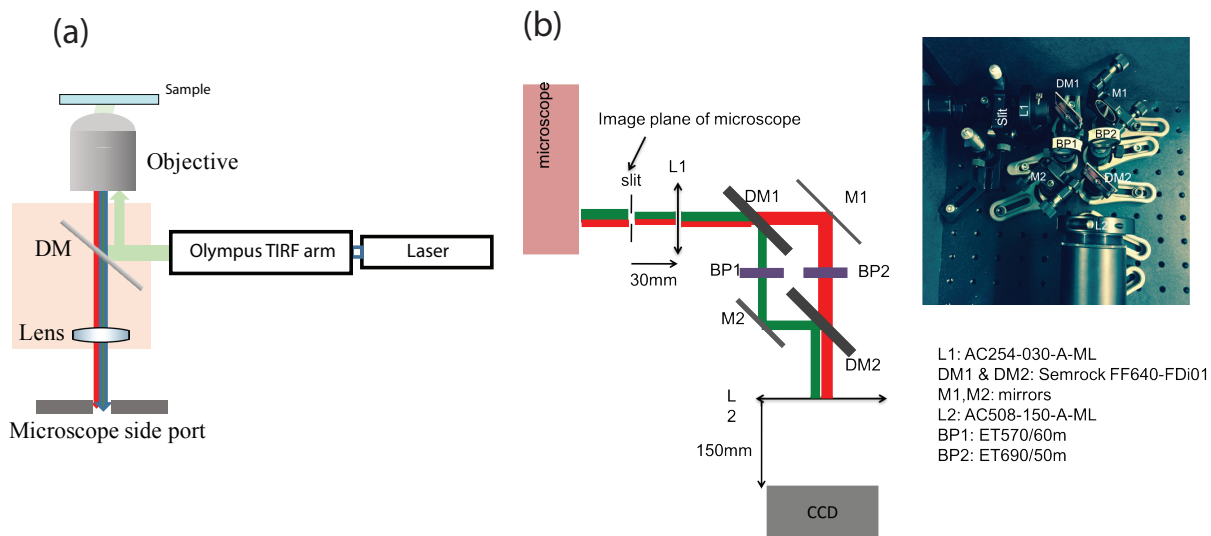 (a)
Sample
Objective
DM
Olympus TIRF arm
Laser
Lens
Microscope side port
(b)
microscope
Image plane of microscope
slit
L1
30mm
DM1
M1
BP1
BP2
M2
DM2
L
2
150mm
CCD
DM1
M1
Slit
L1
BP1
BP2
M2
DM2
L2
L1: AC254-030-A-ML
DM1 & DM2: Semrock FF640-FDi01
M1,M2: mirrors
L2: AC508-150-A-ML
BP1: ET570/60m
BP2: ET690/50m